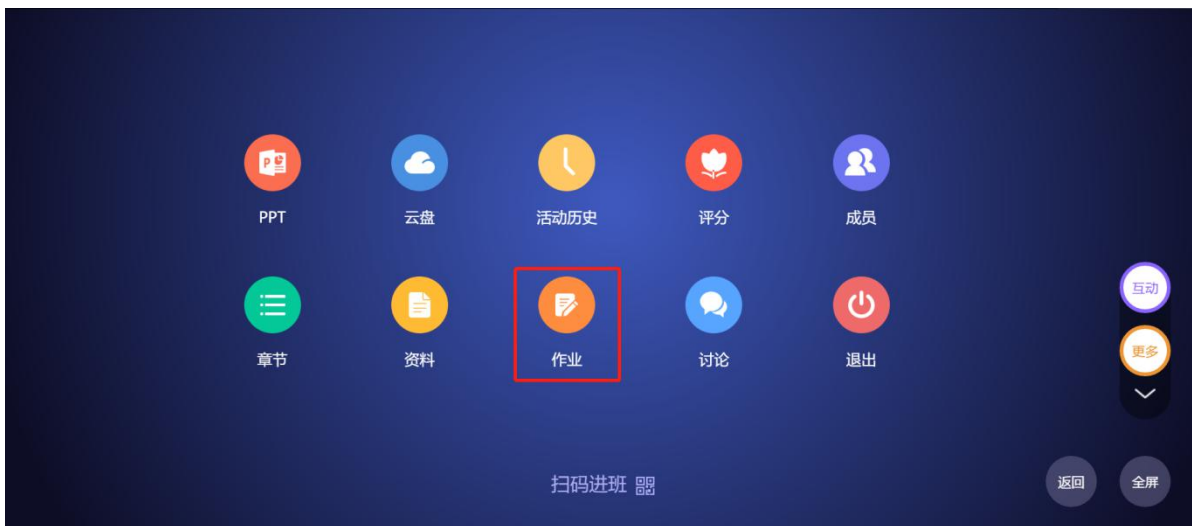 PPT
云盘
活动历史
评分
成员
章节
资料
作业
讨论
退出
互动
更多
扫码进班
返回
全屏